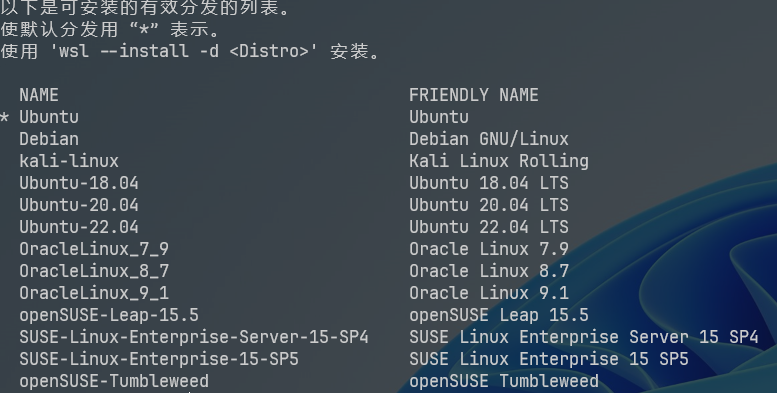 以下是可安装的有效分发的列表。
使默认分发用 “*” 表示。
使用 'wsl --install -d <Distro>' 安装。
NAME FRIENDLY NAME
* Ubuntu Ubuntu
Debian Debian GNU/Linux
kali-linux Kali Linux Rolling
Ubuntu-18.04 Ubuntu 18.04 LTS
Ubuntu-20.04 Ubuntu 20.04 LTS
Ubuntu-22.04 Ubuntu 22.04 LTS
OracleLinux_7_9 Oracle Linux 7.9
OracleLinux_8_7 Oracle Linux 8.7
OracleLinux_9_1 Oracle Linux 9.1
openSUSE-Leap-15.5 openSUSE Leap 15.5
SUSE-Linux-Enterprise-Server-15-SP4 SUSE Linux Enterprise Server 15 SP4
SUSE-Linux-Enterprise-15-SP5 SUSE Linux Enterprise 15 SP5
openSUSE-Tumbleweed openSUSE Tumbleweed